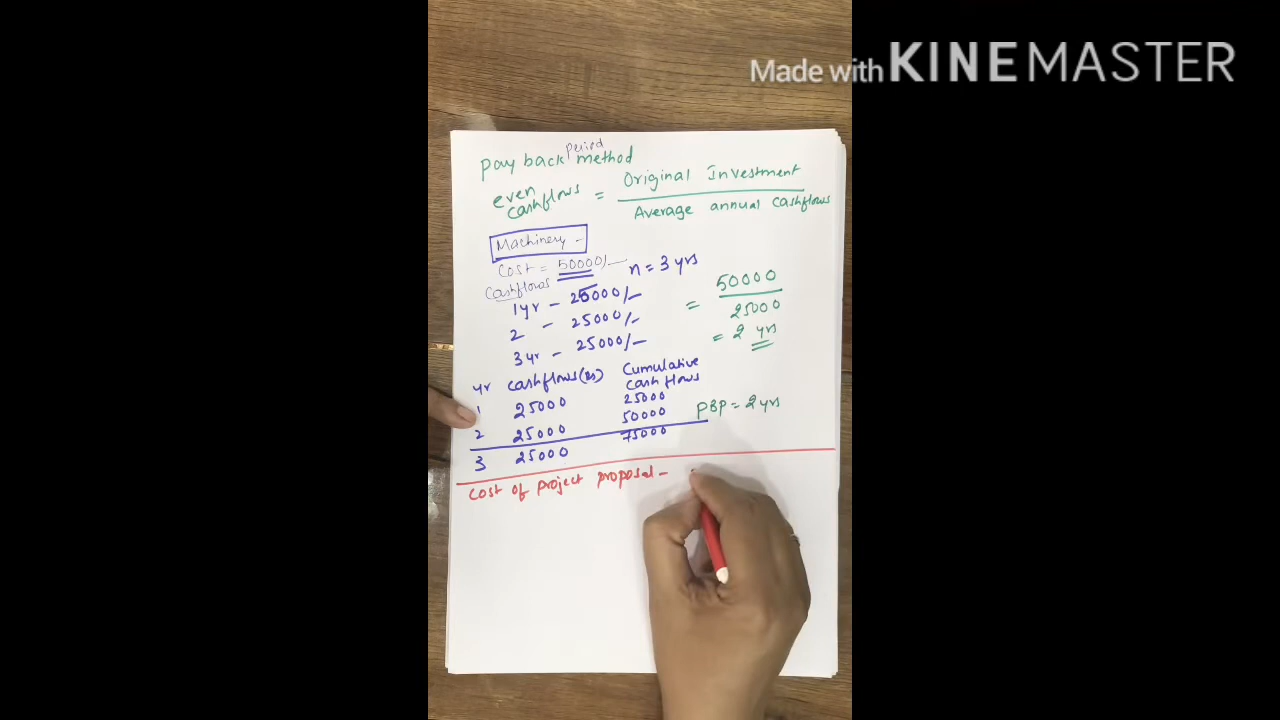 Made with KINEMASTER
pay back period method
even cashflows = Original Investment / Average annual cashflows
Machinery -
Cost = 50000/-
n = 3 yrs
Cashflows
1yr - 25000/-
2 - 25000/-
3yr - 25000/-
= 50000 / 25000
= 2 yrs
yr cashflows(Rs) Cumulative cash flows
1 25000 25000
2 25000 50000
3 25000 75000
PBP = 2 yrs
Cost of project proposal -